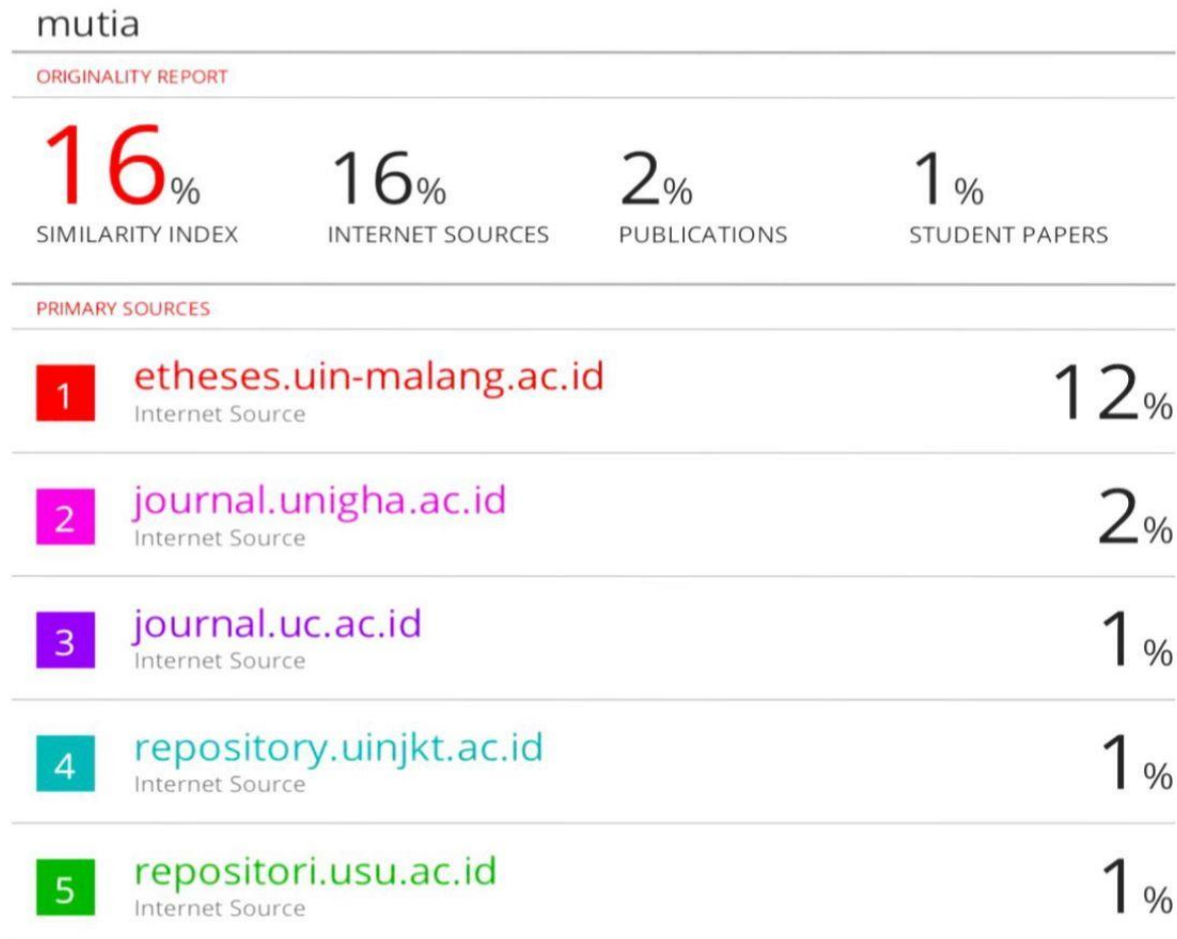 mutia
ORIGINALITY REPORT
16% 16% 2% 1%
SIMILARITY INDEX INTERNET SOURCES PUBLICATIONS STUDENT PAPERS
PRIMARY SOURCES
1 etheses.uin-malang.ac.id 12%
Internet Source
2 journal.unigha.ac.id 2%
Internet Source
3 journal.uc.ac.id 1%
Internet Source
4 repository.uinjkt.ac.id 1%
Internet Source
5 repositori.usu.ac.id 1%
Internet Source